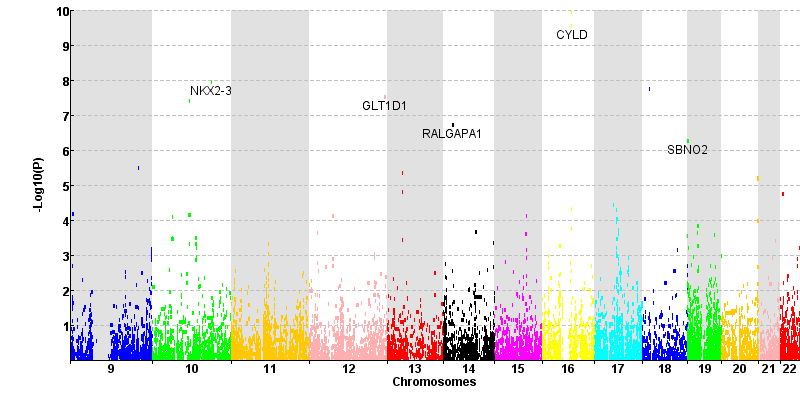 10
CYLD
9
8
NKX2-3
GLT1D1
7
RALGAPA1
SBNO2
6
-Log10(P)
5
4
3
2
1
9 10 11 12 13 14 15 16 17 18 19 20 21 22
Chromosomes